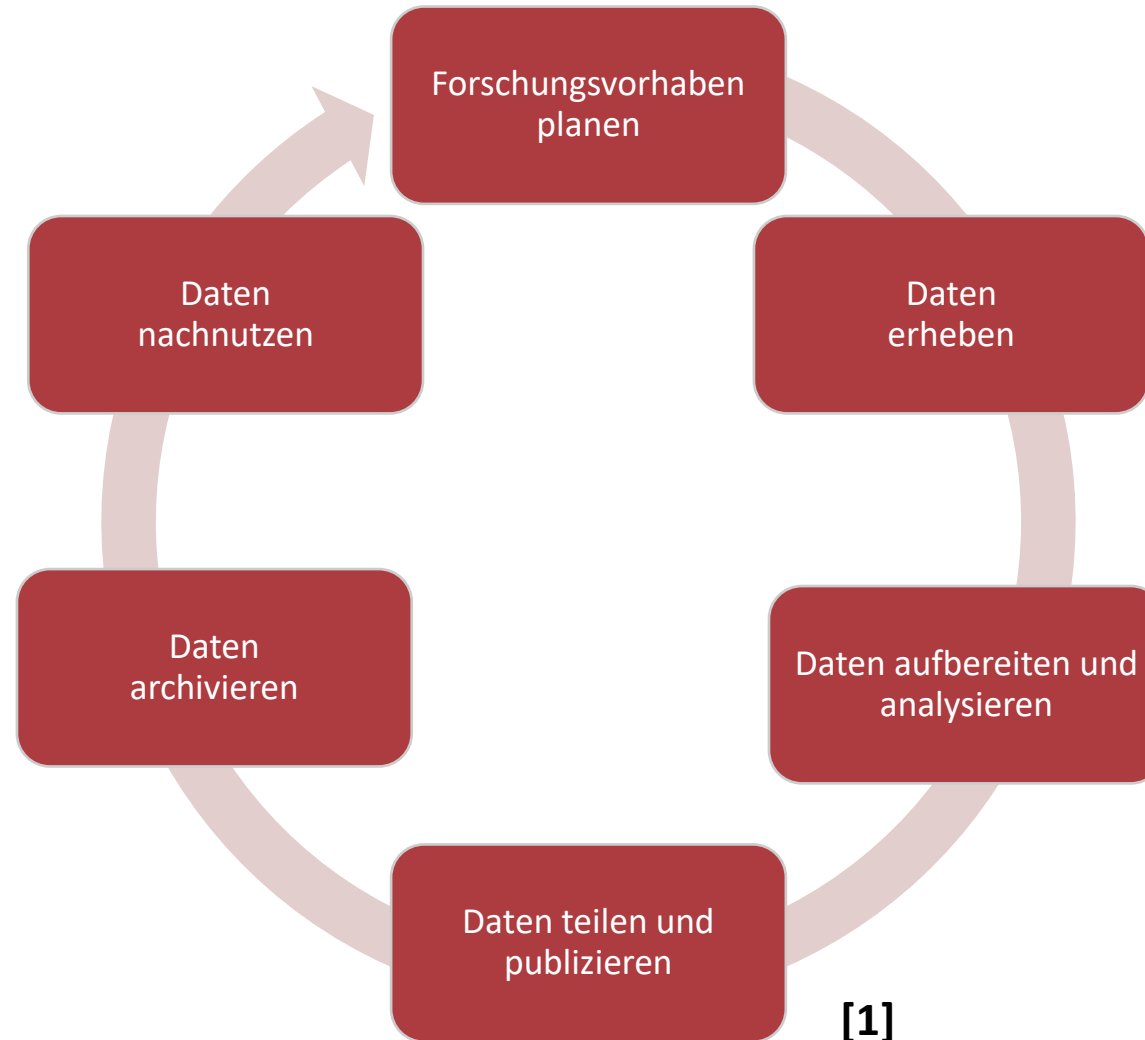 Forschungsvorhaben
planen
Daten
erheben
Daten aufbereiten und
analysieren
Daten teilen und
publizieren
Daten
archivieren
Daten
nachnutzen
[1]